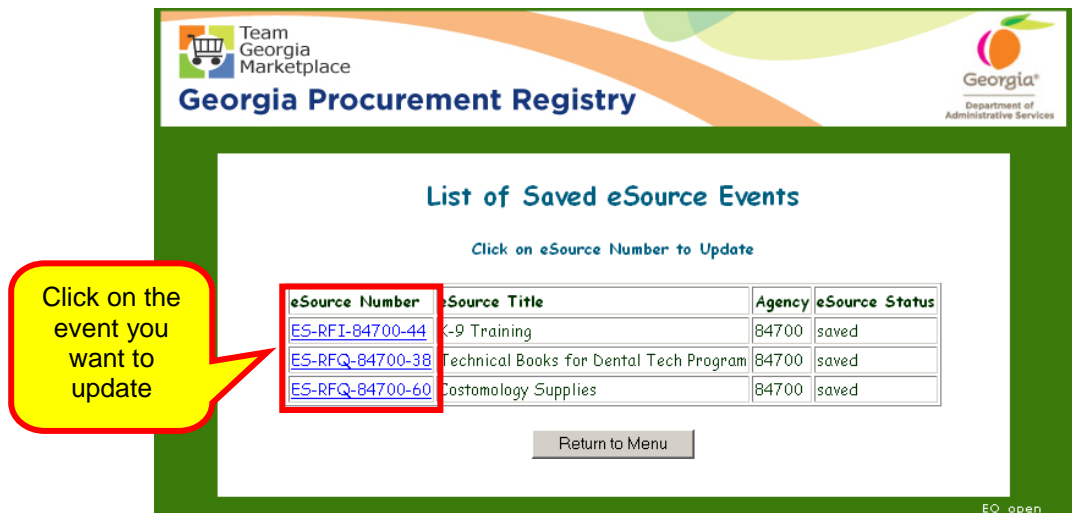 Team
Georgia
Marketplace
Georgia Procurement Registry
Georgia®
Department of
Administrative Services
List of Saved eSource Events
Click on eSource Number to Update
Click on the
event you
want to
update
eSource Number eSource Title Agency eSource Status
ES-RFI-84700-44 K-9 Training 84700 saved
ES-RFQ-84700-38 Technical Books for Dental Tech Program 84700 saved
ES-RFQ-84700-60 Costomology Supplies 84700 saved
Return to Menu
EO open